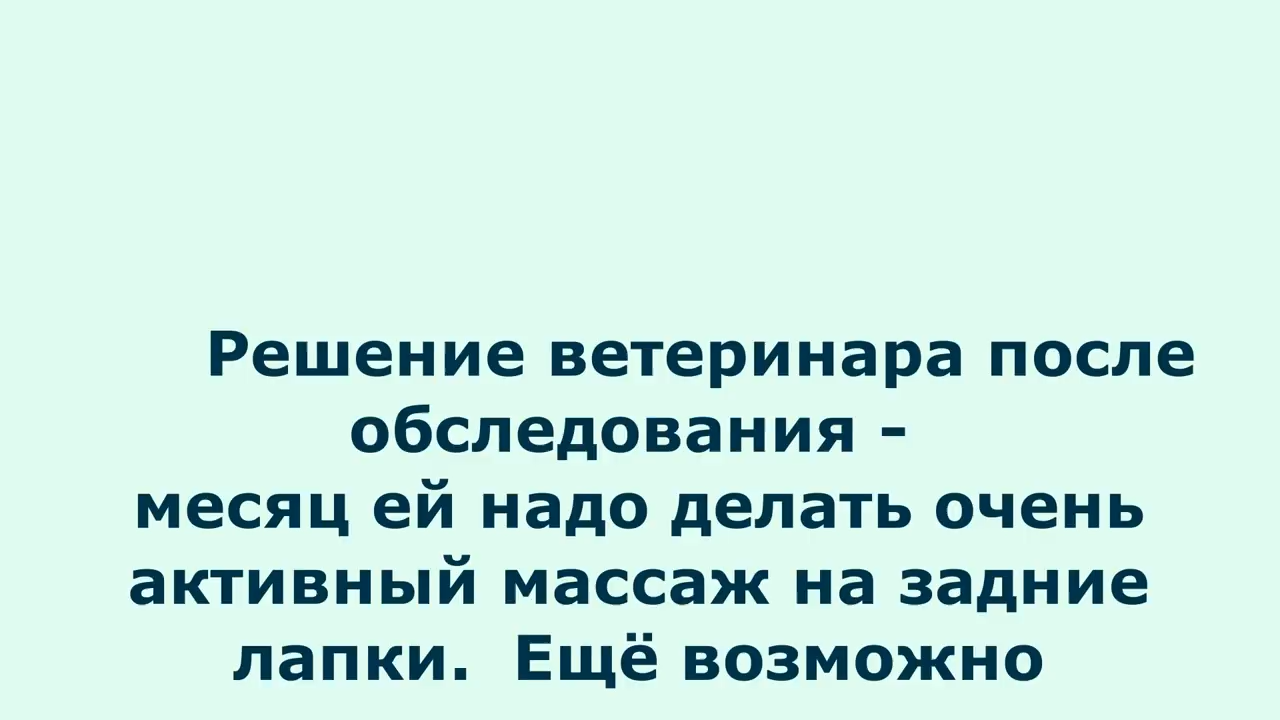 Решение ветеринара после
обследования -
месяц ей надо делать очень
активный массаж на задние
лапки.  Ещё возможно